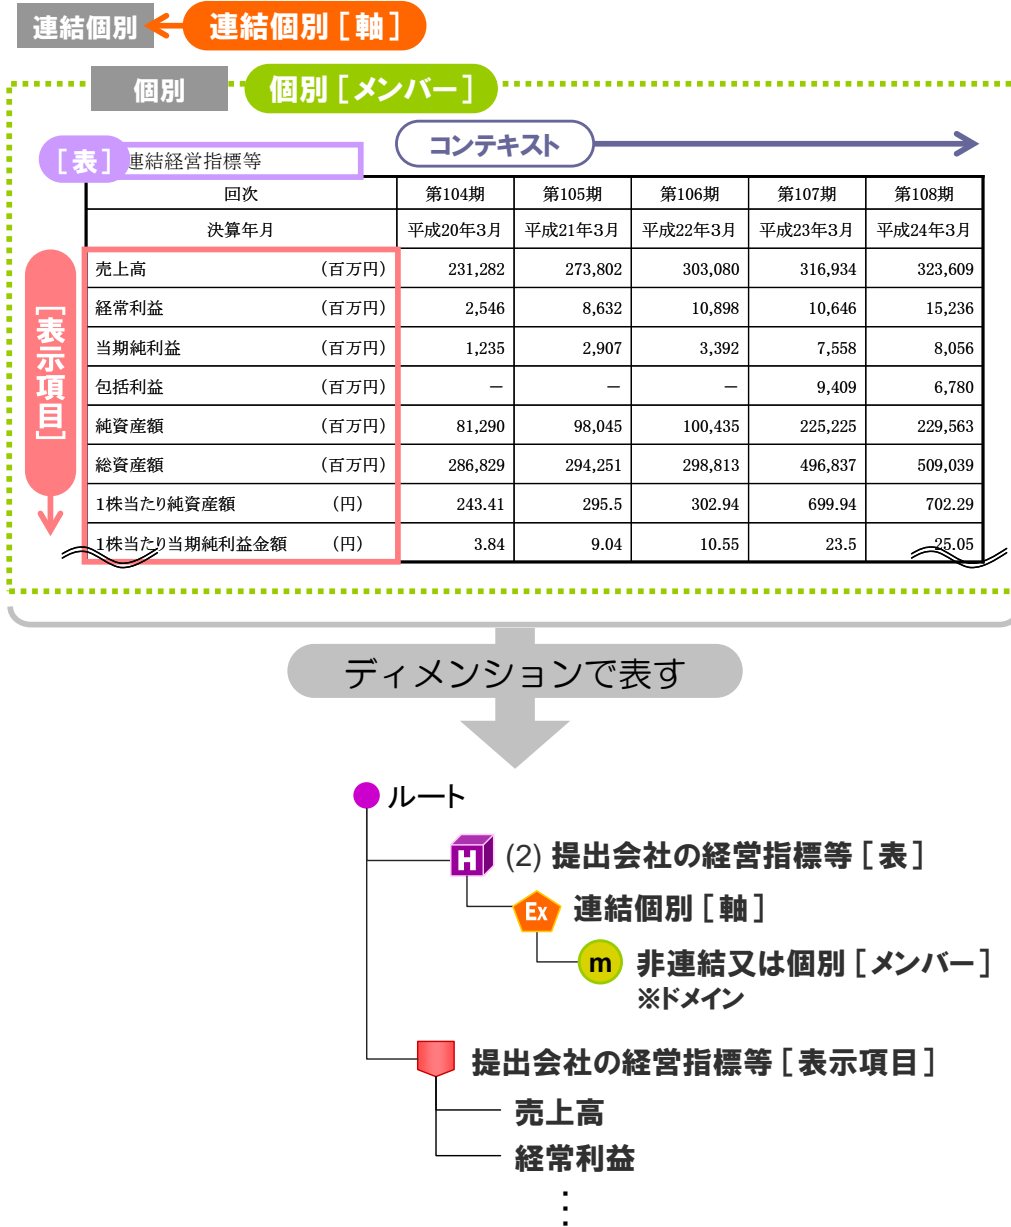 連結個別 連結個別［軸］
個別 個別［メンバー］
コンテキスト
［表］ 連結経営指標等
回次 第104期 第105期 第106期 第107期 第108期
決算年月 平成20年3月 平成21年3月 平成22年3月 平成23年3月 平成24年3月
［表示項目］
売上高 （百万円） 231,282 273,802 303,080 316,934 323,609
経常利益 （百万円） 2,546 8,632 10,898 10,646 15,236
当期純利益 （百万円） 1,235 2,907 3,392 7,558 8,056
包括利益 （百万円） － － － 9,409 6,780
純資産額 （百万円） 81,290 98,045 100,435 225,225 229,563
総資産額 （百万円） 286,829 294,251 298,813 496,837 509,039
1株当たり純資産額 （円） 243.41 295.5 302.94 699.94 702.29
1株当たり当期純利益金額 （円） 3.84 9.04 10.55 23.5 25.05
ディメンションで表す
ルート
H (2) 提出会社の経営指標等［表］
Ex 連結個別［軸］
m 非連結又は個別［メンバー］
※ドメイン
提出会社の経営指標等［表示項目］
売上高
経常利益
⋮